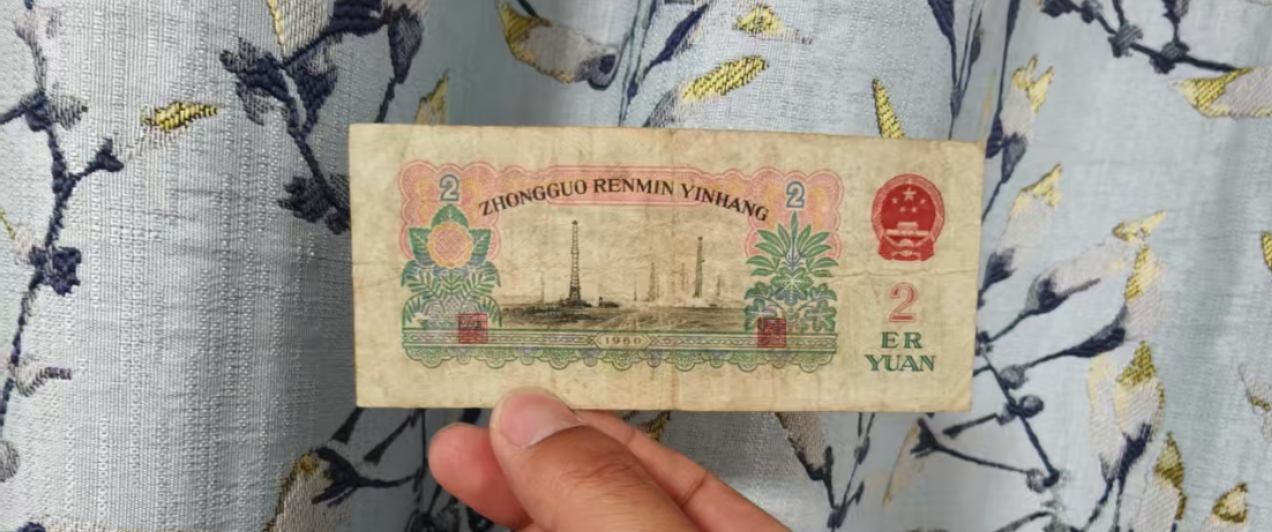 2
ZHONGGUO RENMIN YINHANG
2
1960
2
ER
YUAN